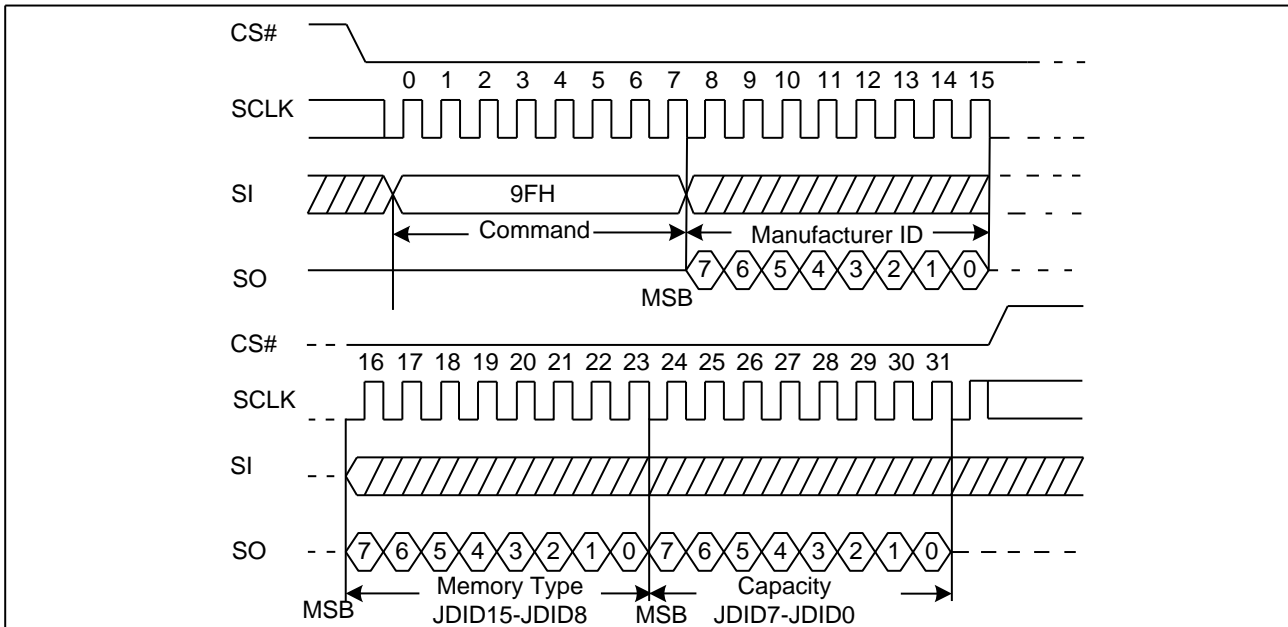 CS#
0 1 2 3 4 5 6 7 8 9 10 11 12 13 14 15
SCLK
SI 9FH
Command Manufacturer ID
SO 7 6 5 4 3 2 1 0
MSB
CS#
16 17 18 19 20 21 22 23 24 25 26 27 28 29 30 31
SCLK
SI
SO 7 6 5 4 3 2 1 0 7 6 5 4 3 2 1 0
Memory Type Capacity
MSB JDID15-JDID8 MSB JDID7-JDID0